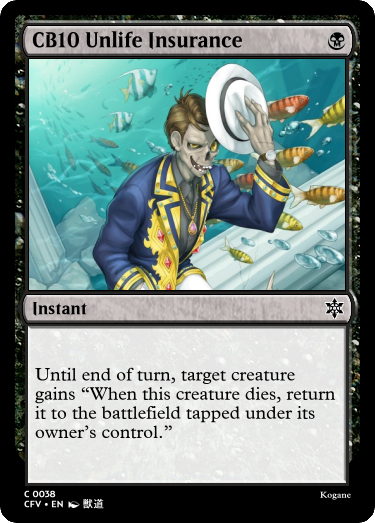 CB10 Unlife Insurance
Instant
Until end of turn, target creature
gains “When this creature dies, return
it to the battlefield tapped under its
owner’s control.”
C 0038
CFV • EN 獣道
Kogane